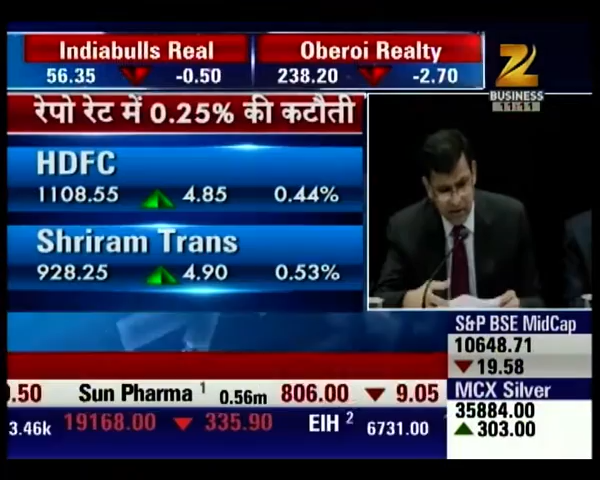 Indiabulls Real
56.35 -0.50
Oberoi Realty
238.20 -2.70
Z
BUSINESS
11:11
रेपो रेट में 0.25% की कटौती
HDFC
1108.55 4.85 0.44%
Shriram Trans
928.25 4.90 0.53%
S&P BSE MidCap
10648.71
19.58
MCX Silver
35884.00
303.00
0.50 Sun Pharma 1 0.56m 806.00 9.05
3.46k 19168.00 335.90 EIH 2 6731.00